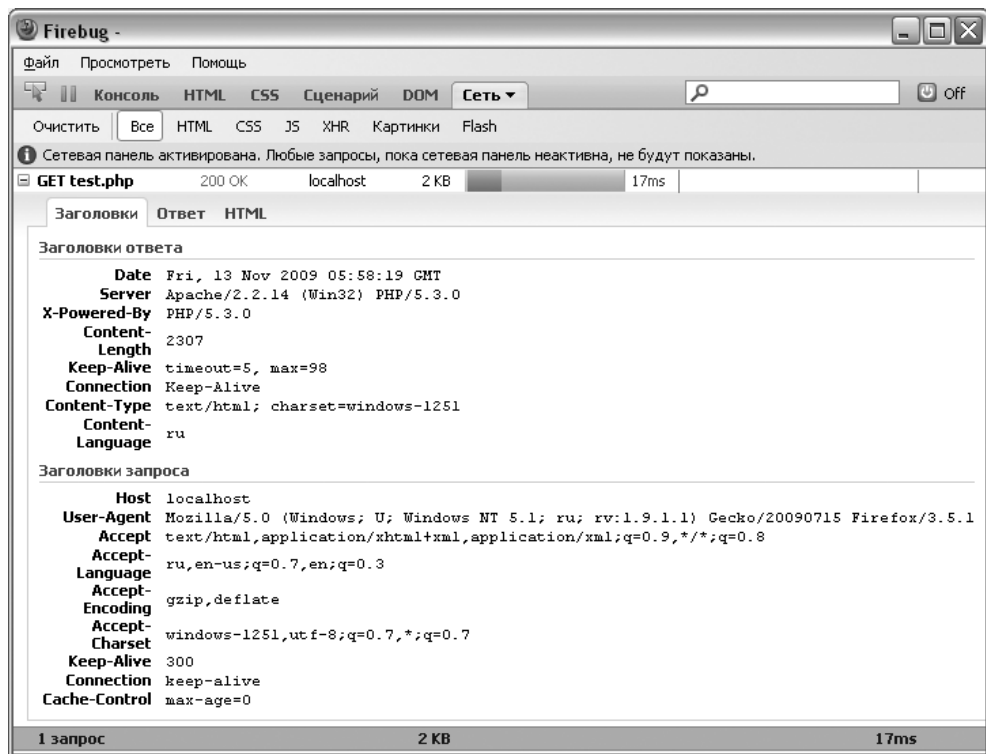 Firebug -
Файл Просмотреть Помощь
Консоль HTML CSS Сценарий DOM Сеть Off
Очистить Все HTML CSS JS XHR Картинки Flash
Сетевая панель активирована. Любые запросы, пока сетевая панель неактивна, не будут показаны.
GET test.php 200 OK localhost 2 KB 17ms
Заголовки Ответ HTML
Заголовки ответа
Date Fri, 13 Nov 2009 05:58:19 GMT
Server Apache/2.2.14 (Win32) PHP/5.3.0
X-Powered-By PHP/5.3.0
Content-
Length 2307
Keep-Alive timeout=5, max=98
Connection Keep-Alive
Content-Type text/html; charset=windows-1251
Content-
Language ru
Заголовки запроса
Host localhost
User-Agent Mozilla/5.0 (Windows; U; Windows NT 5.1; ru; rv:1.9.1.1) Gecko/20090715 Firefox/3.5.1
Accept text/html,application/xhtml+xml,application/xml;q=0.9,*/*;q=0.8
Accept-
Language ru,en-us;q=0.7,en;q=0.3
Accept-
Encoding gzip,deflate
Accept-
Charset windows-1251,utf-8;q=0.7,*;q=0.7
Keep-Alive 300
Connection keep-alive
Cache-Control max-age=0
1 запрос 2 KB 17ms